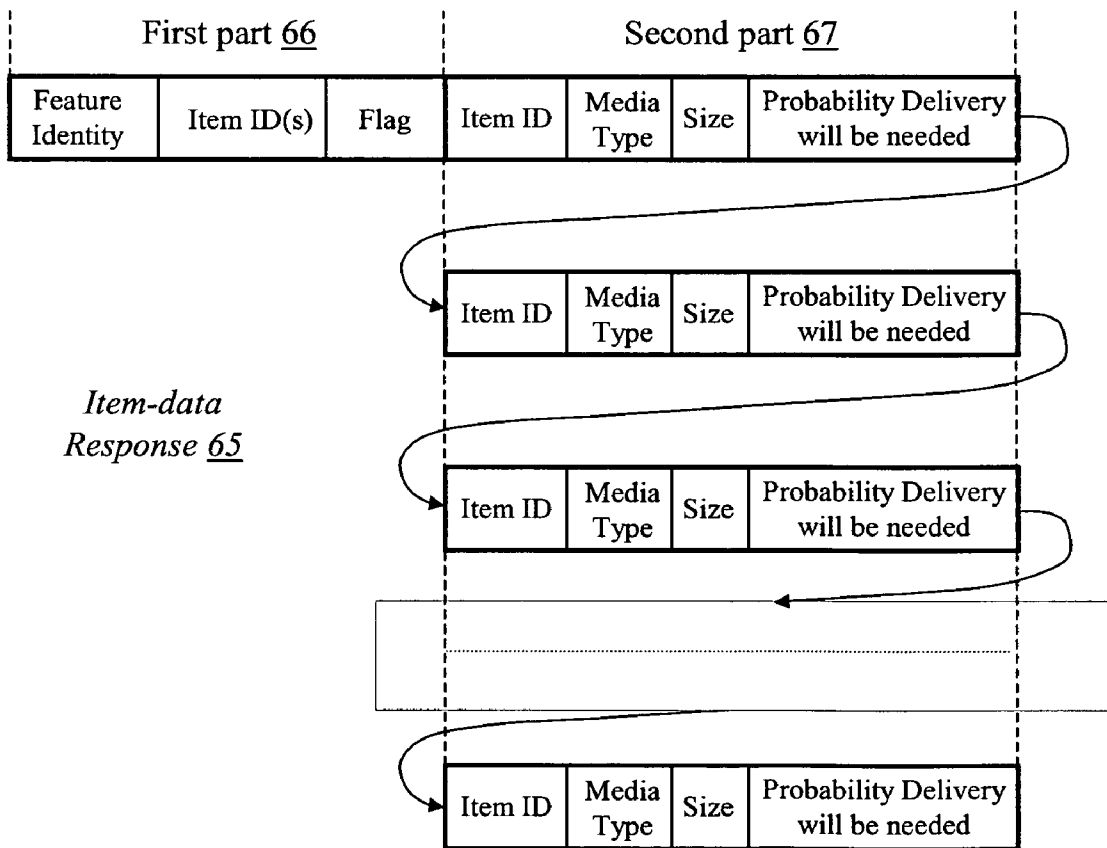 First part 66 Second part 67
Feature Identity Item ID(s) Flag Item ID Media Type Size Probability Delivery will be needed
Item ID Media Type Size Probability Delivery will be needed
Item-data
Response 65
Item ID Media Type Size Probability Delivery will be needed
Item ID Media Type Size Probability Delivery will be needed